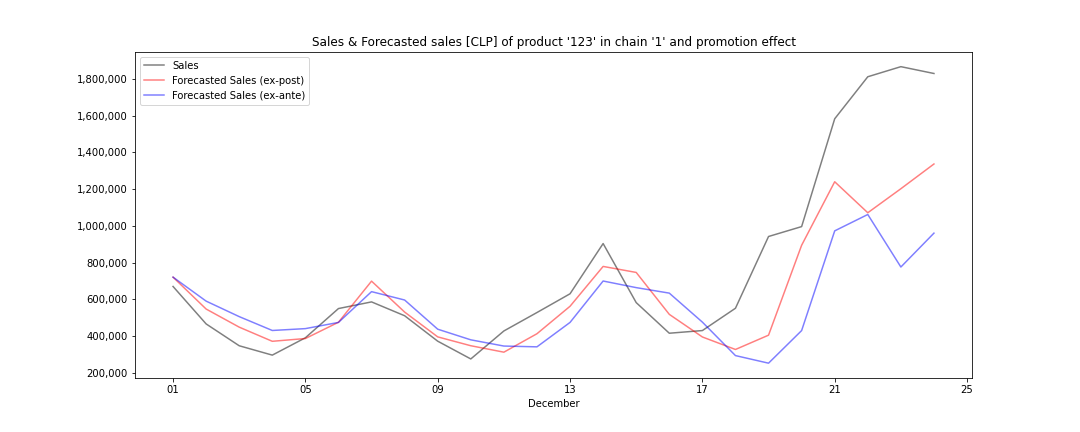 Sales & Forecasted sales [CLP] of product '123' in chain '1' and promotion effect
Sales
Forecasted Sales (ex-post)
Forecasted Sales (ex-ante)
1,800,000
1,600,000
1,400,000
1,200,000
1,000,000
800,000
600,000
400,000
200,000
01 05 09 13 17 21 25
December